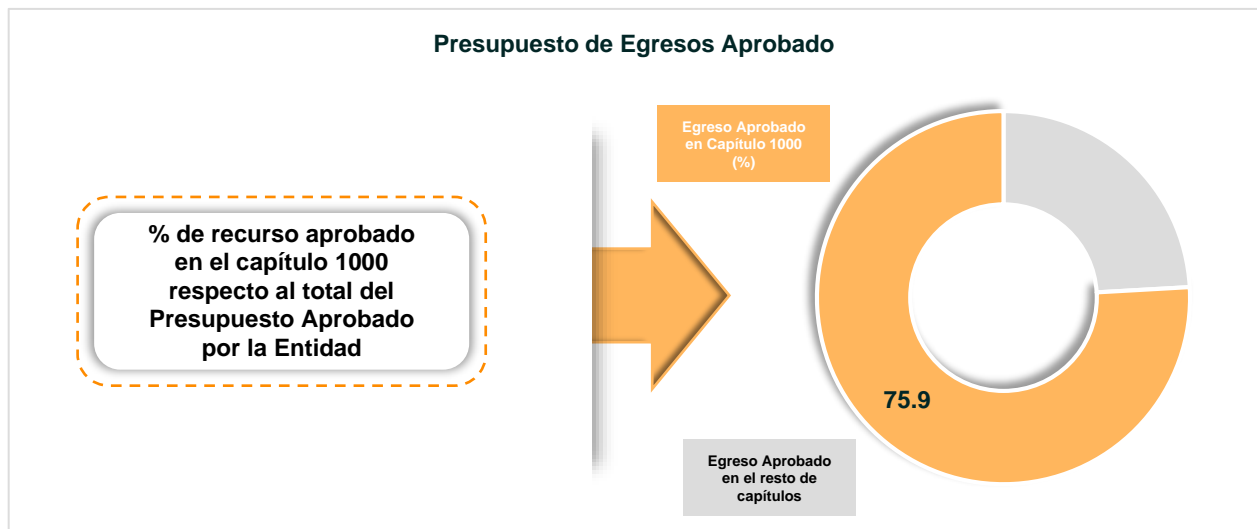 Presupuesto de Egresos Aprobado
Egreso Aprobado
en Capítulo 1000
(%)
% de recurso aprobado
en el capítulo 1000
respecto al total del
Presupuesto Aprobado
por la Entidad
75.9
Egreso Aprobado
en el resto de
capítulos